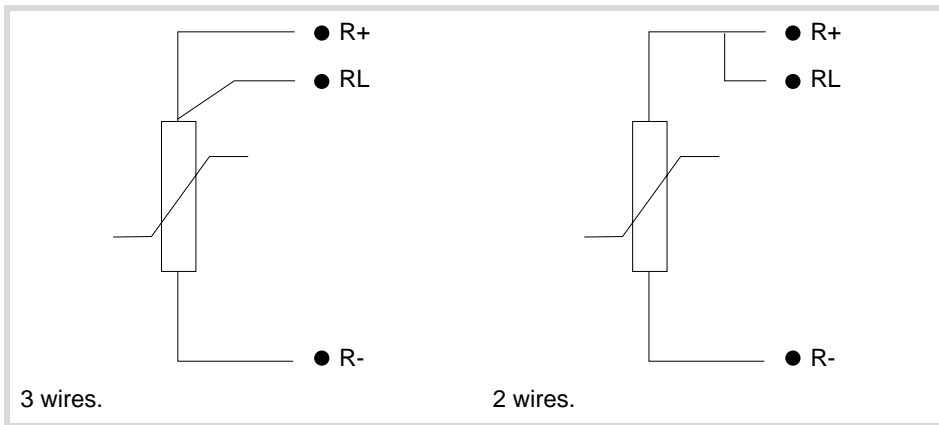 R+
RL
R-
3 wires.
R+
RL
R-
2 wires.